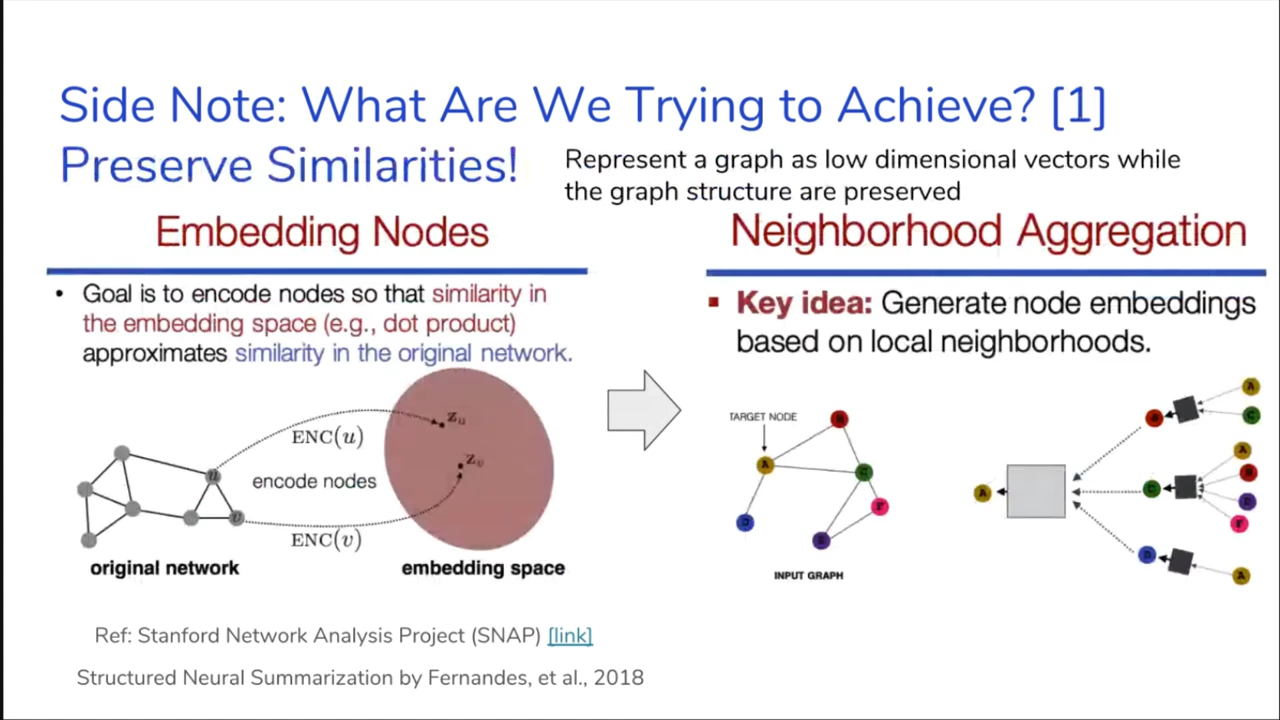 Side Note: What Are We Trying to Achieve? [1]
Preserve Similarities!
Represent a graph as low dimensional vectors while
the graph structure are preserved
Embedding Nodes
• Goal is to encode nodes so that similarity in
the embedding space (e.g., dot product)
approximates similarity in the original network.
ENC(u)
encode nodes
ENC(v)
u
v
z_u
z_v
original network
embedding space
Neighborhood Aggregation
▪ Key idea: Generate node embeddings
based on local neighborhoods.
TARGET NODE
B
A
C
F
D
E
INPUT GRAPH
A
B
C
D
A
C
A
B
E
F
A
Ref: Stanford Network Analysis Project (SNAP) [link]
Structured Neural Summarization by Fernandes, et al., 2018